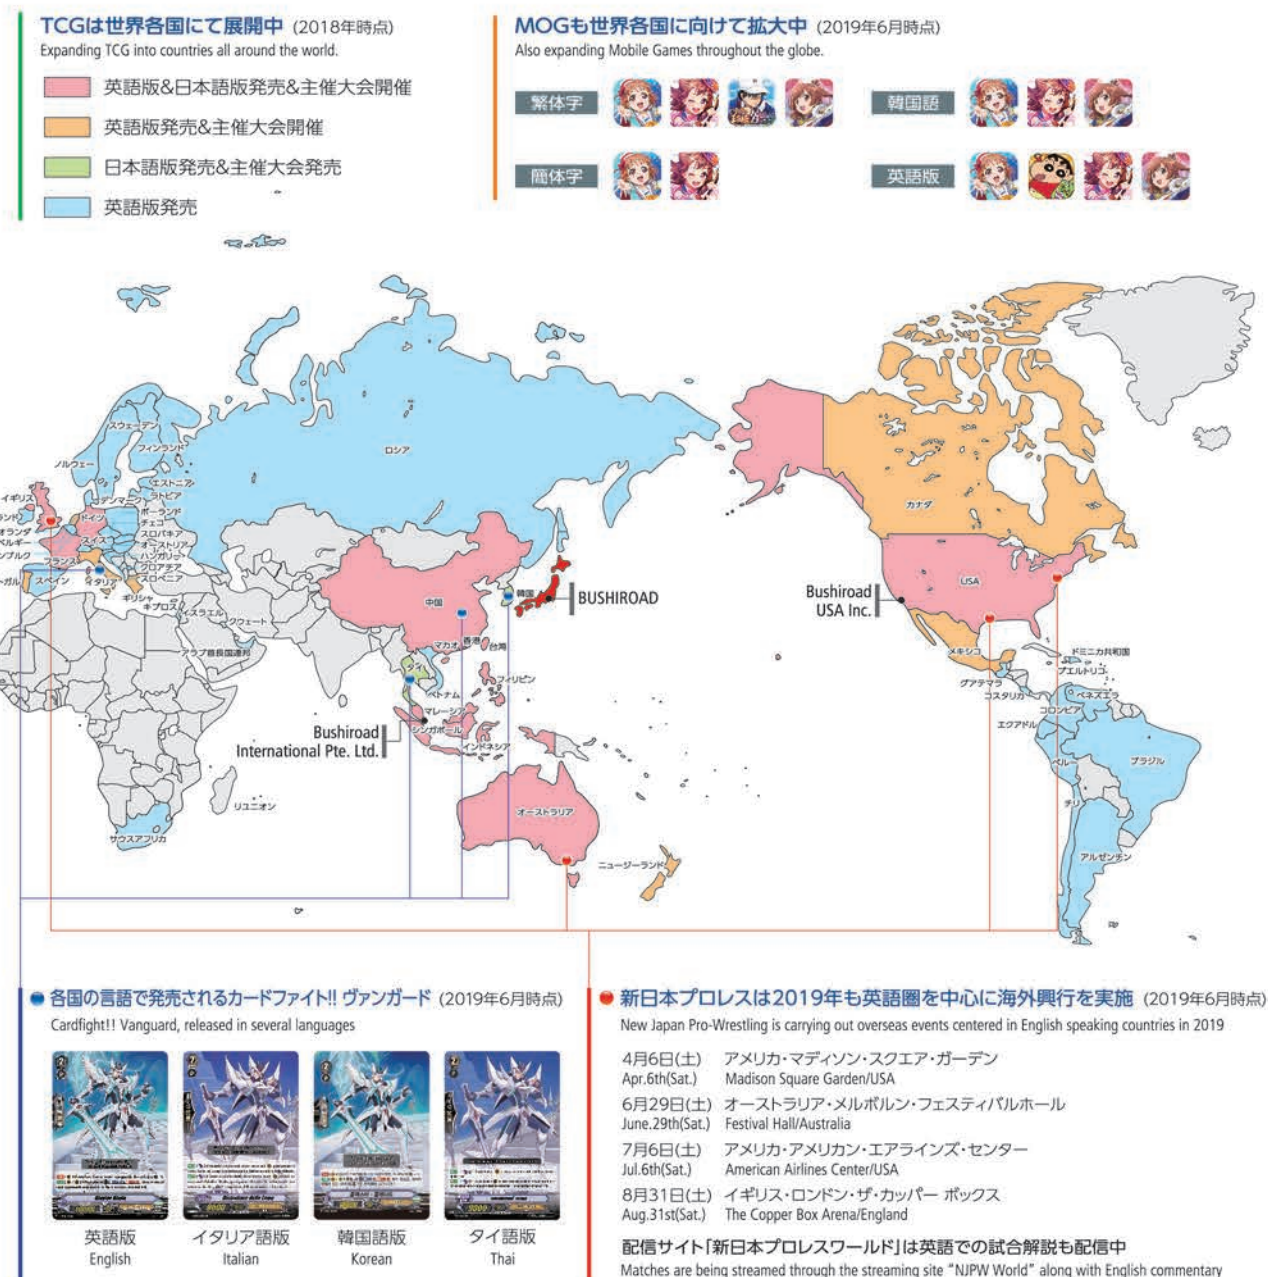 TCGは世界各国にて展開中 (2018年時点)
Expanding TCG into countries all around the world.
英語版&日本語版発売&主催大会開催
英語版発売&主催大会開催
日本語版発売&主催大会発売
英語版発売
MOGも世界各国に向けて拡大中 (2019年6月時点)
Also expanding Mobile Games throughout the globe.
繁体字
韓国語
簡体字
英語版
スウェーデン
フィンランド
ノルウェー
エストニア
ラトビア
イギリス
デンマーク
ポーランド
ランド
ドイツ
チェコ
オランダ
スロバキア
ベルギー
スイス
オーストリア
ンブルク
ハンガリー
フランス
クロアチア
スロベニア
ガル
スペイン
イタリア
ギリシャ
キプロス
イスラエル
クウェート
アラブ首長国連邦
ロシア
中国
韓国
BUSHIROAD
マカオ
香港
台湾
タイ
ベトナム
フィリピン
マレーシア
シンガポール
インドネシア
Bushiroad
International Pte. Ltd.
リユニオン
サウスアフリカ
オーストラリア
ニュージーランド
カナダ
USA
Bushiroad
USA Inc.
メキシコ
ドミニカ共和国
プエルトリコ
グアテマラ
コスタリカ
ベネズエラ
コロンビア
エクアドル
ペルー
ブラジル
チリ
アルゼンチン
各国の言語で発売されるカードファイト!! ヴァンガード (2019年6月時点)
Cardfight!! Vanguard, released in several languages
英語版
English
イタリア語版
Italian
韓国語版
Korean
タイ語版
Thai
新日本プロレスは2019年も英語圏を中心に海外興行を実施 (2019年6月時点)
New Japan Pro-Wrestling is carrying out overseas events centered in English speaking countries in 2019
4月6日(土) アメリカ・マディソン・スクエア・ガーデン
Apr.6th(Sat.) Madison Square Garden/USA
6月29日(土) オーストラリア・メルボルン・フェスティバルホール
June.29th(Sat.) Festival Hall/Australia
7月6日(土) アメリカ・アメリカン・エアラインズ・センター
Jul.6th(Sat.) American Airlines Center/USA
8月31日(土) イギリス・ロンドン・ザ・カッパー ボックス
Aug.31st(Sat.) The Copper Box Arena/England
配信サイト「新日本プロレスワールド」は英語での試合解説も配信中
Matches are being streamed through the streaming site “NJPW World” along with English commentary